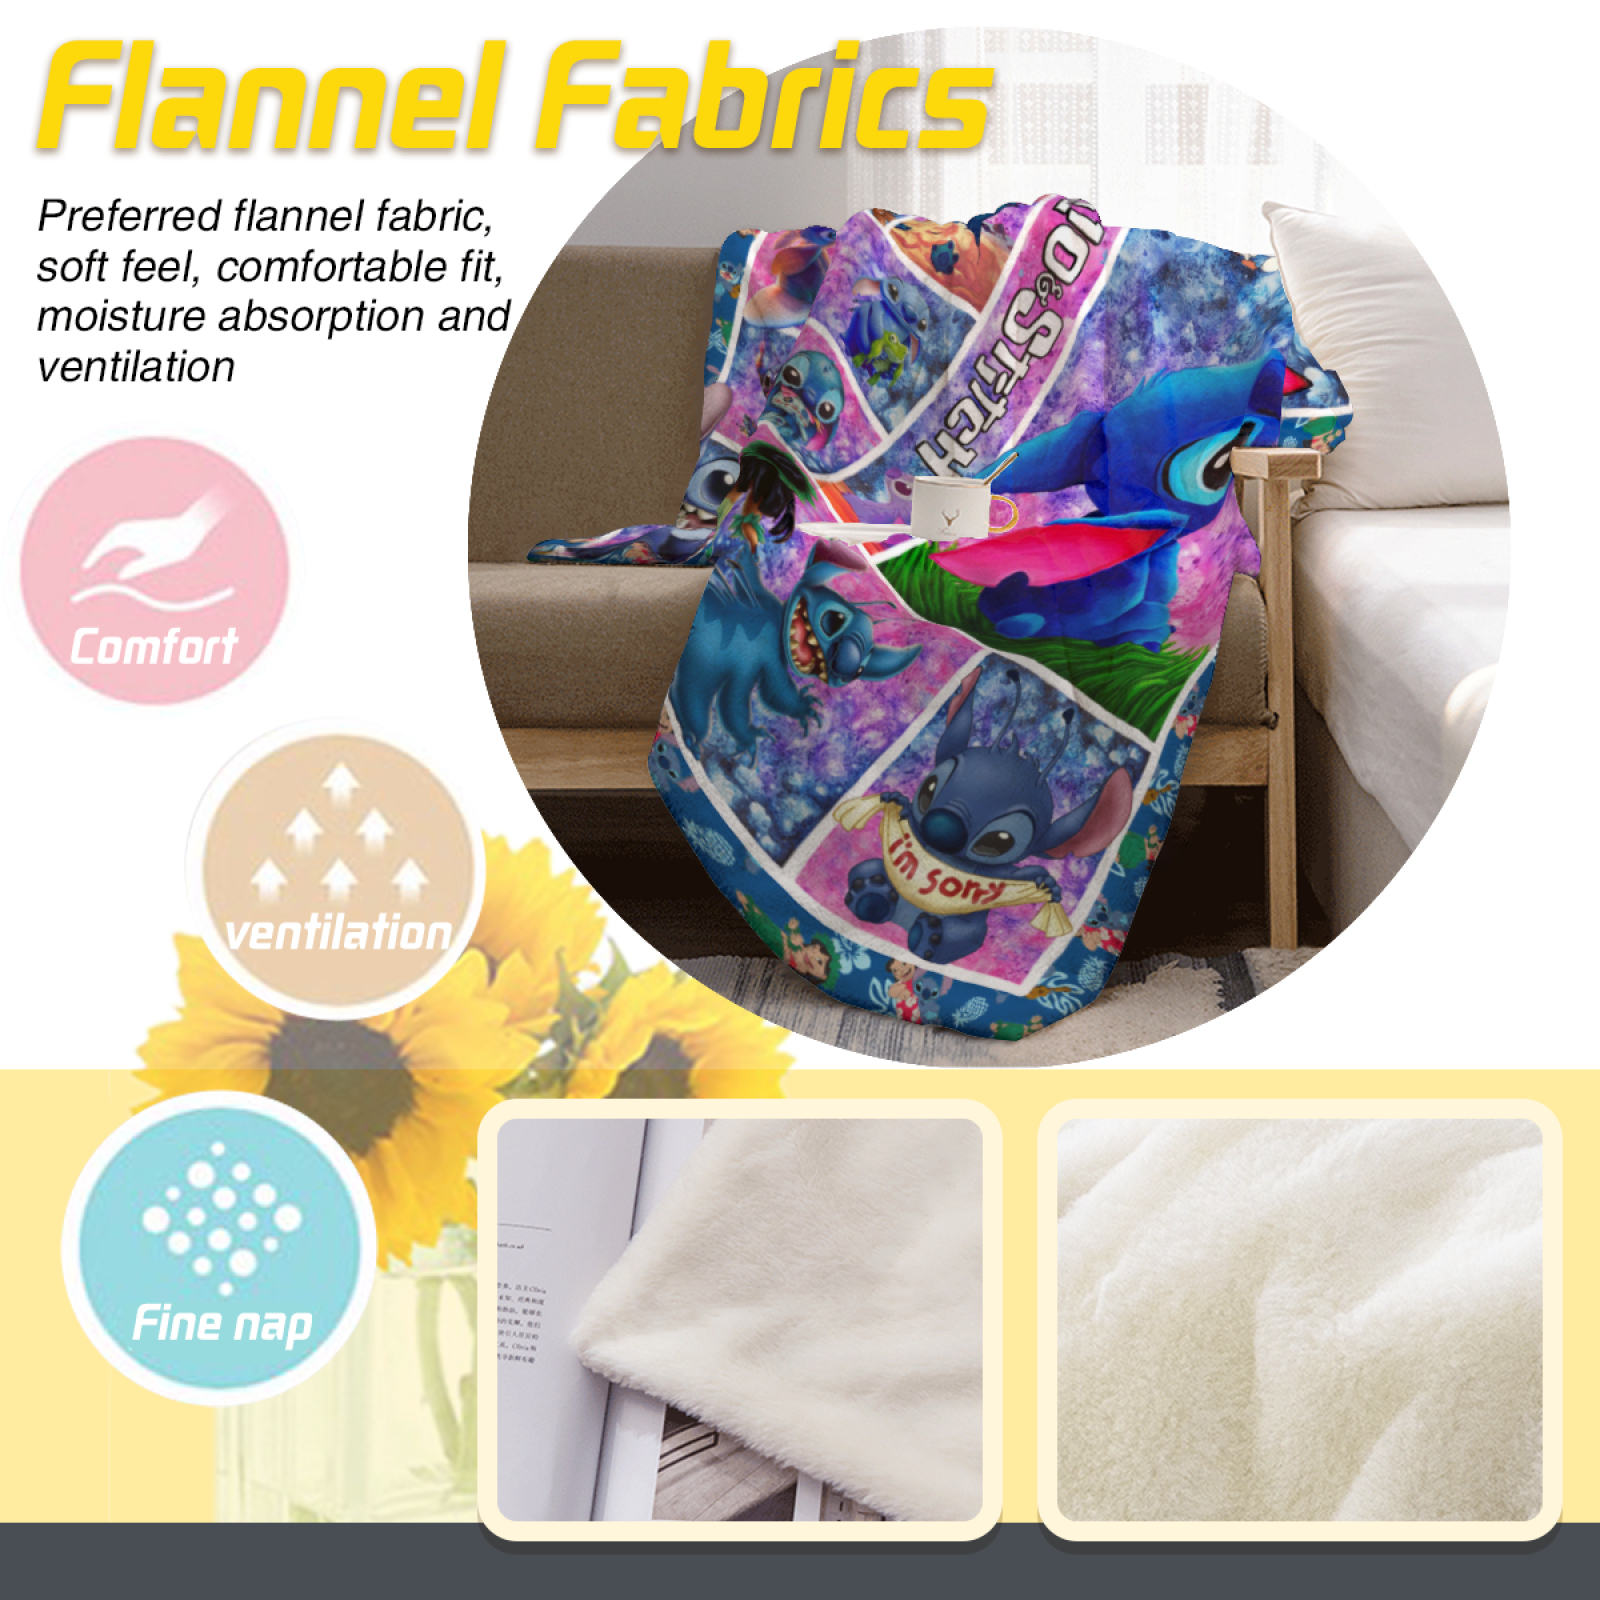 Flannel Fabrics
Preferred flannel fabric,
soft feel, comfortable fit,
moisture absorption and
ventilation
Comfort
ventilation
Fine nap
&
Stitch
i'm sorry